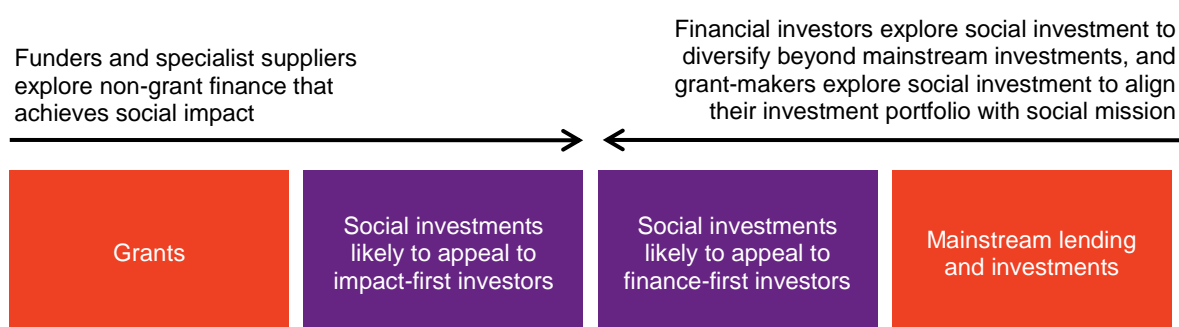 Funders and specialist suppliers
explore non-grant finance that
achieves social impact
Financial investors explore social investment to
diversify beyond mainstream investments, and
grant-makers explore social investment to align
their investment portfolio with social mission
Grants
Social investments
likely to appeal to
impact-first investors
Social investments
likely to appeal to
finance-first investors
Mainstream lending
and investments